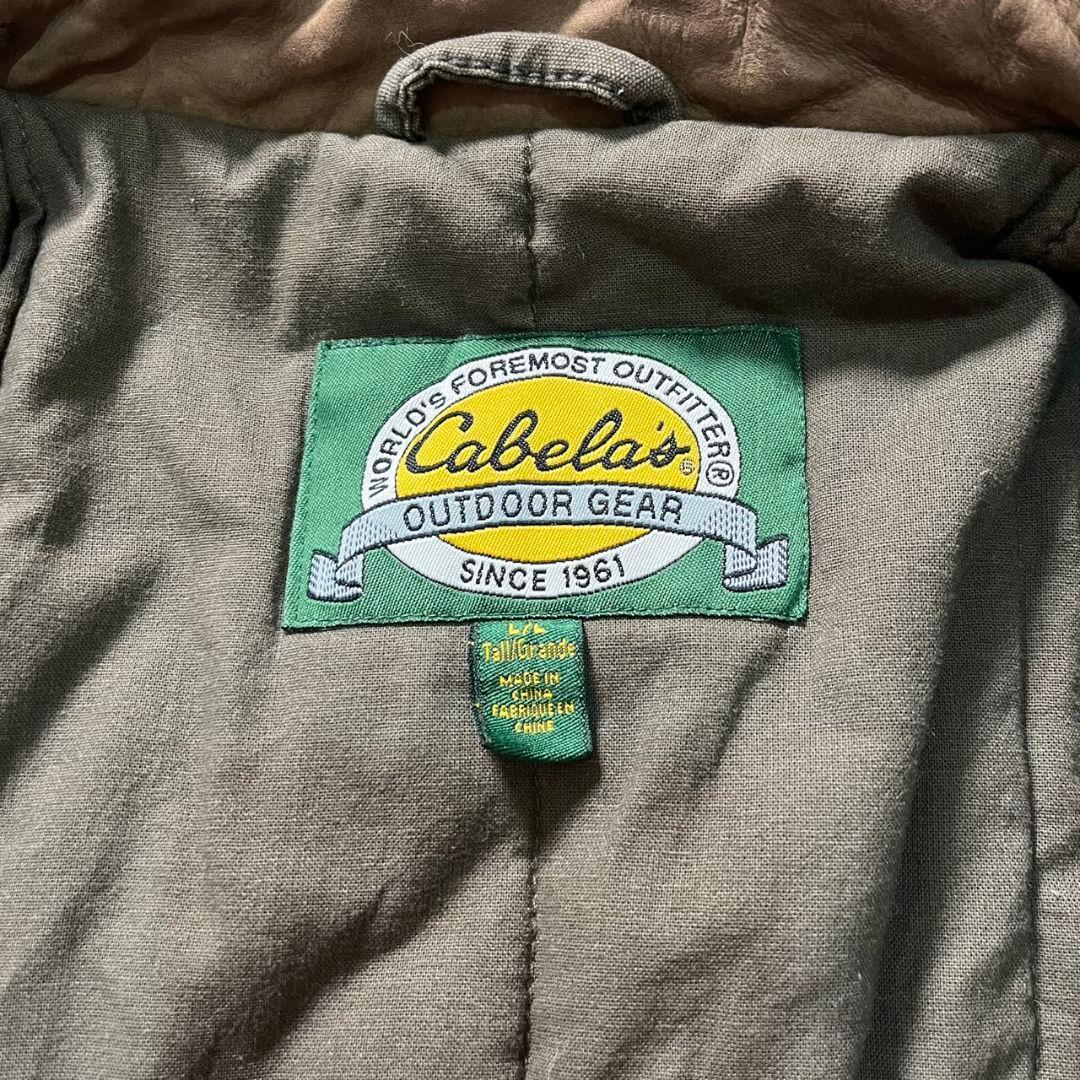 WORLD'S FOREMOST OUTFITTER®
Cabela's®
OUTDOOR GEAR
SINCE 1961
Tall/Grande
MADE IN
CHINA
FABRIQUE EN
CHINE